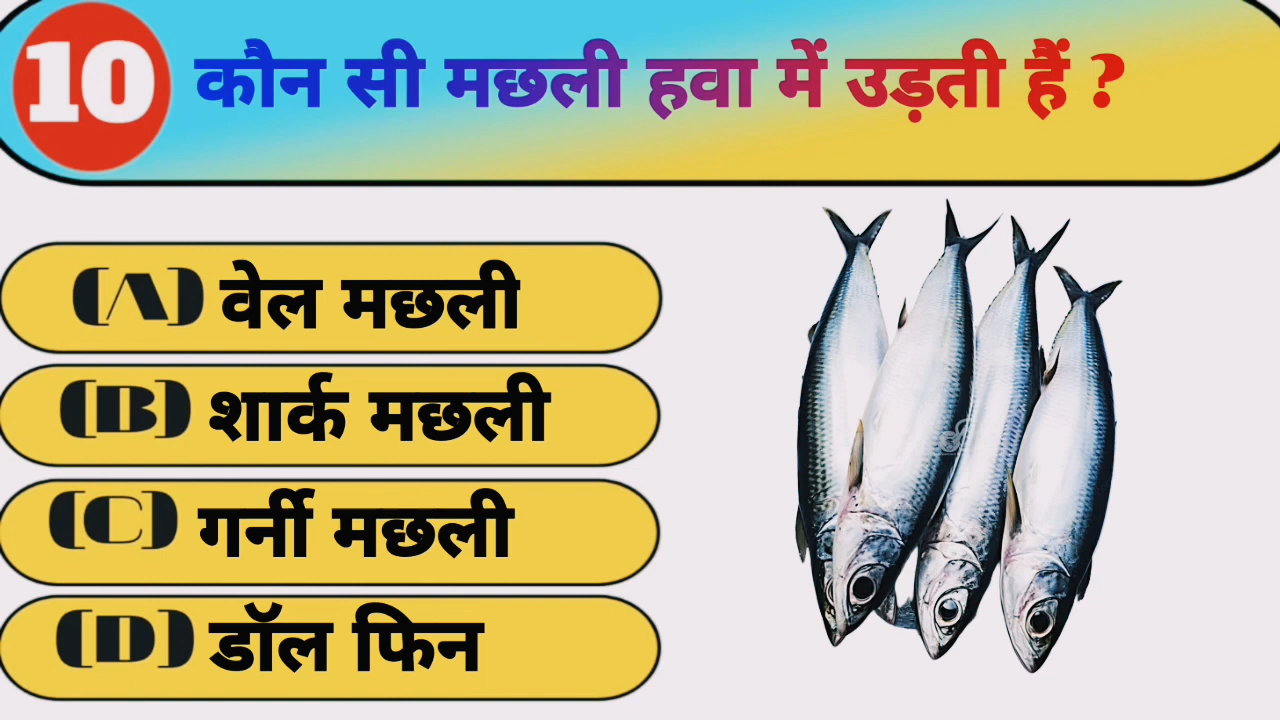 10 कौन सी मछली हवा में उड़ती हैं ?
(A) वेल मछली
(B) शार्क मछली
(C) गर्नी मछली
(D) डॉल फिन